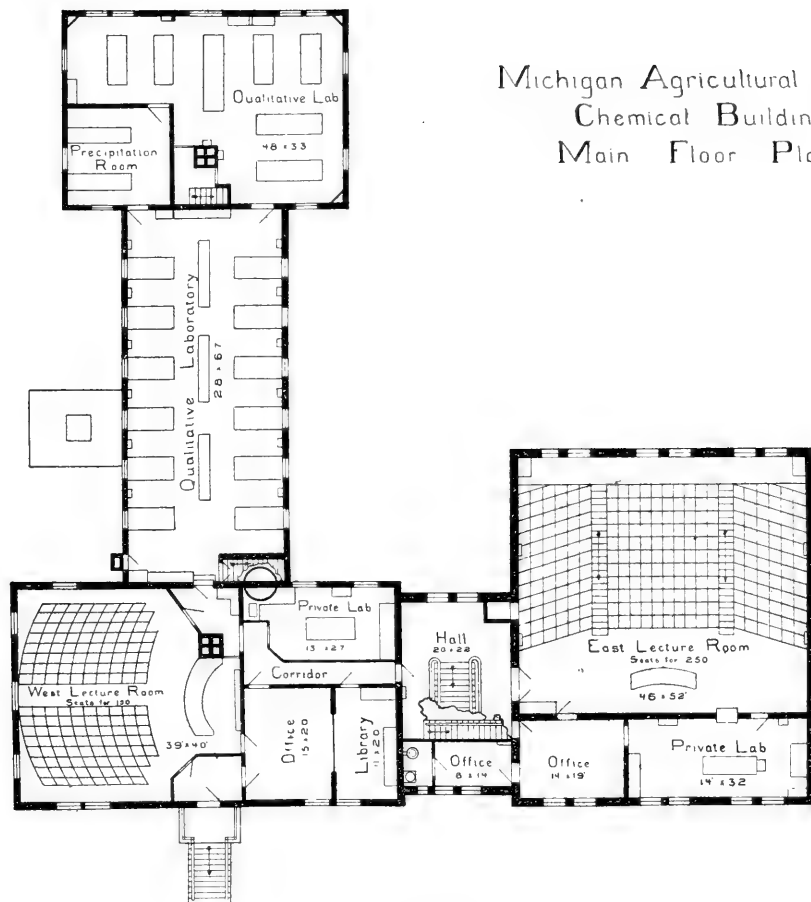 Michigan Agricultural
Chemical Buildin
Main Floor Pla
Qualitative Lab
48 x 33
Precipitation
Room
Qualitative Laboratory
28 x 67
Private Lab
13 x 27
Hall
20 x 28
East Lecture Room
Seats for 250
46 x 52'
Corridor
West Lecture Room
Seats for
39' x 40'
Office
15 x 20
Library
11 x 20
Office
8 x 14
Office
14 x 19'
Private Lab
14' x 32